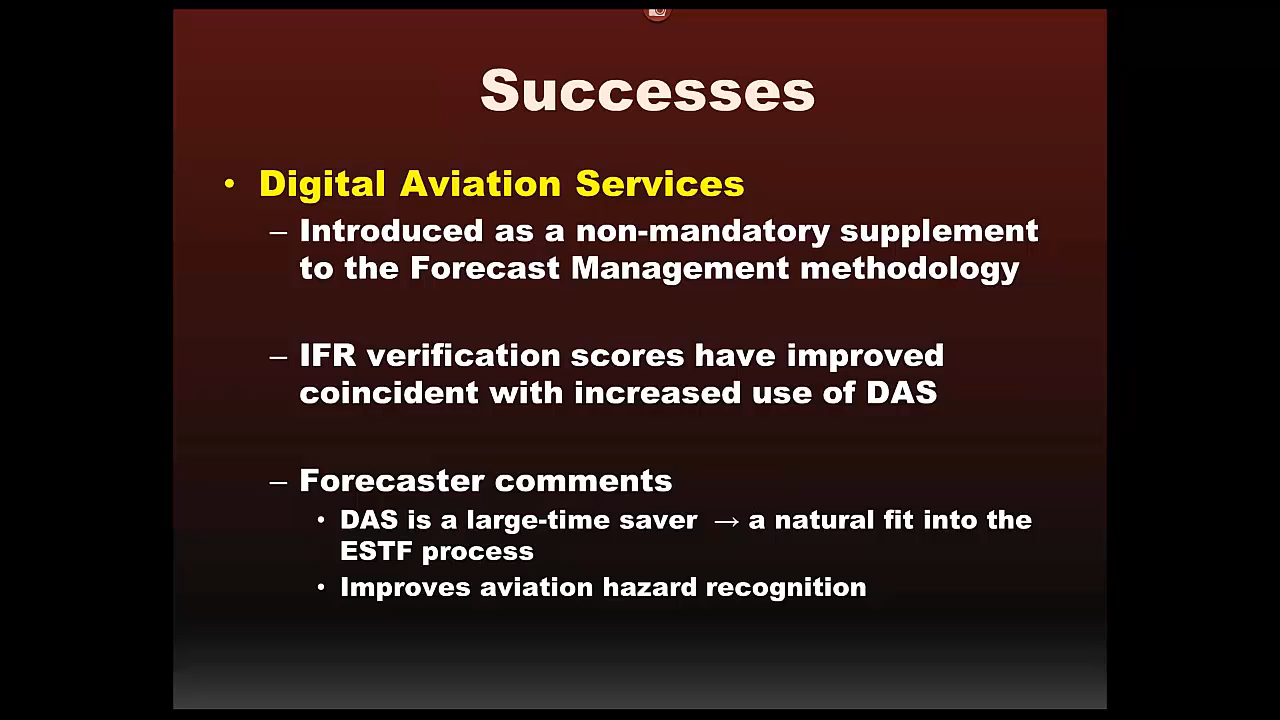 Successes
• Digital Aviation Services
– Introduced as a non-mandatory supplement
to the Forecast Management methodology
– IFR verification scores have improved
coincident with increased use of DAS
– Forecaster comments
• DAS is a large-time saver → a natural fit into the
ESTF process
• Improves aviation hazard recognition